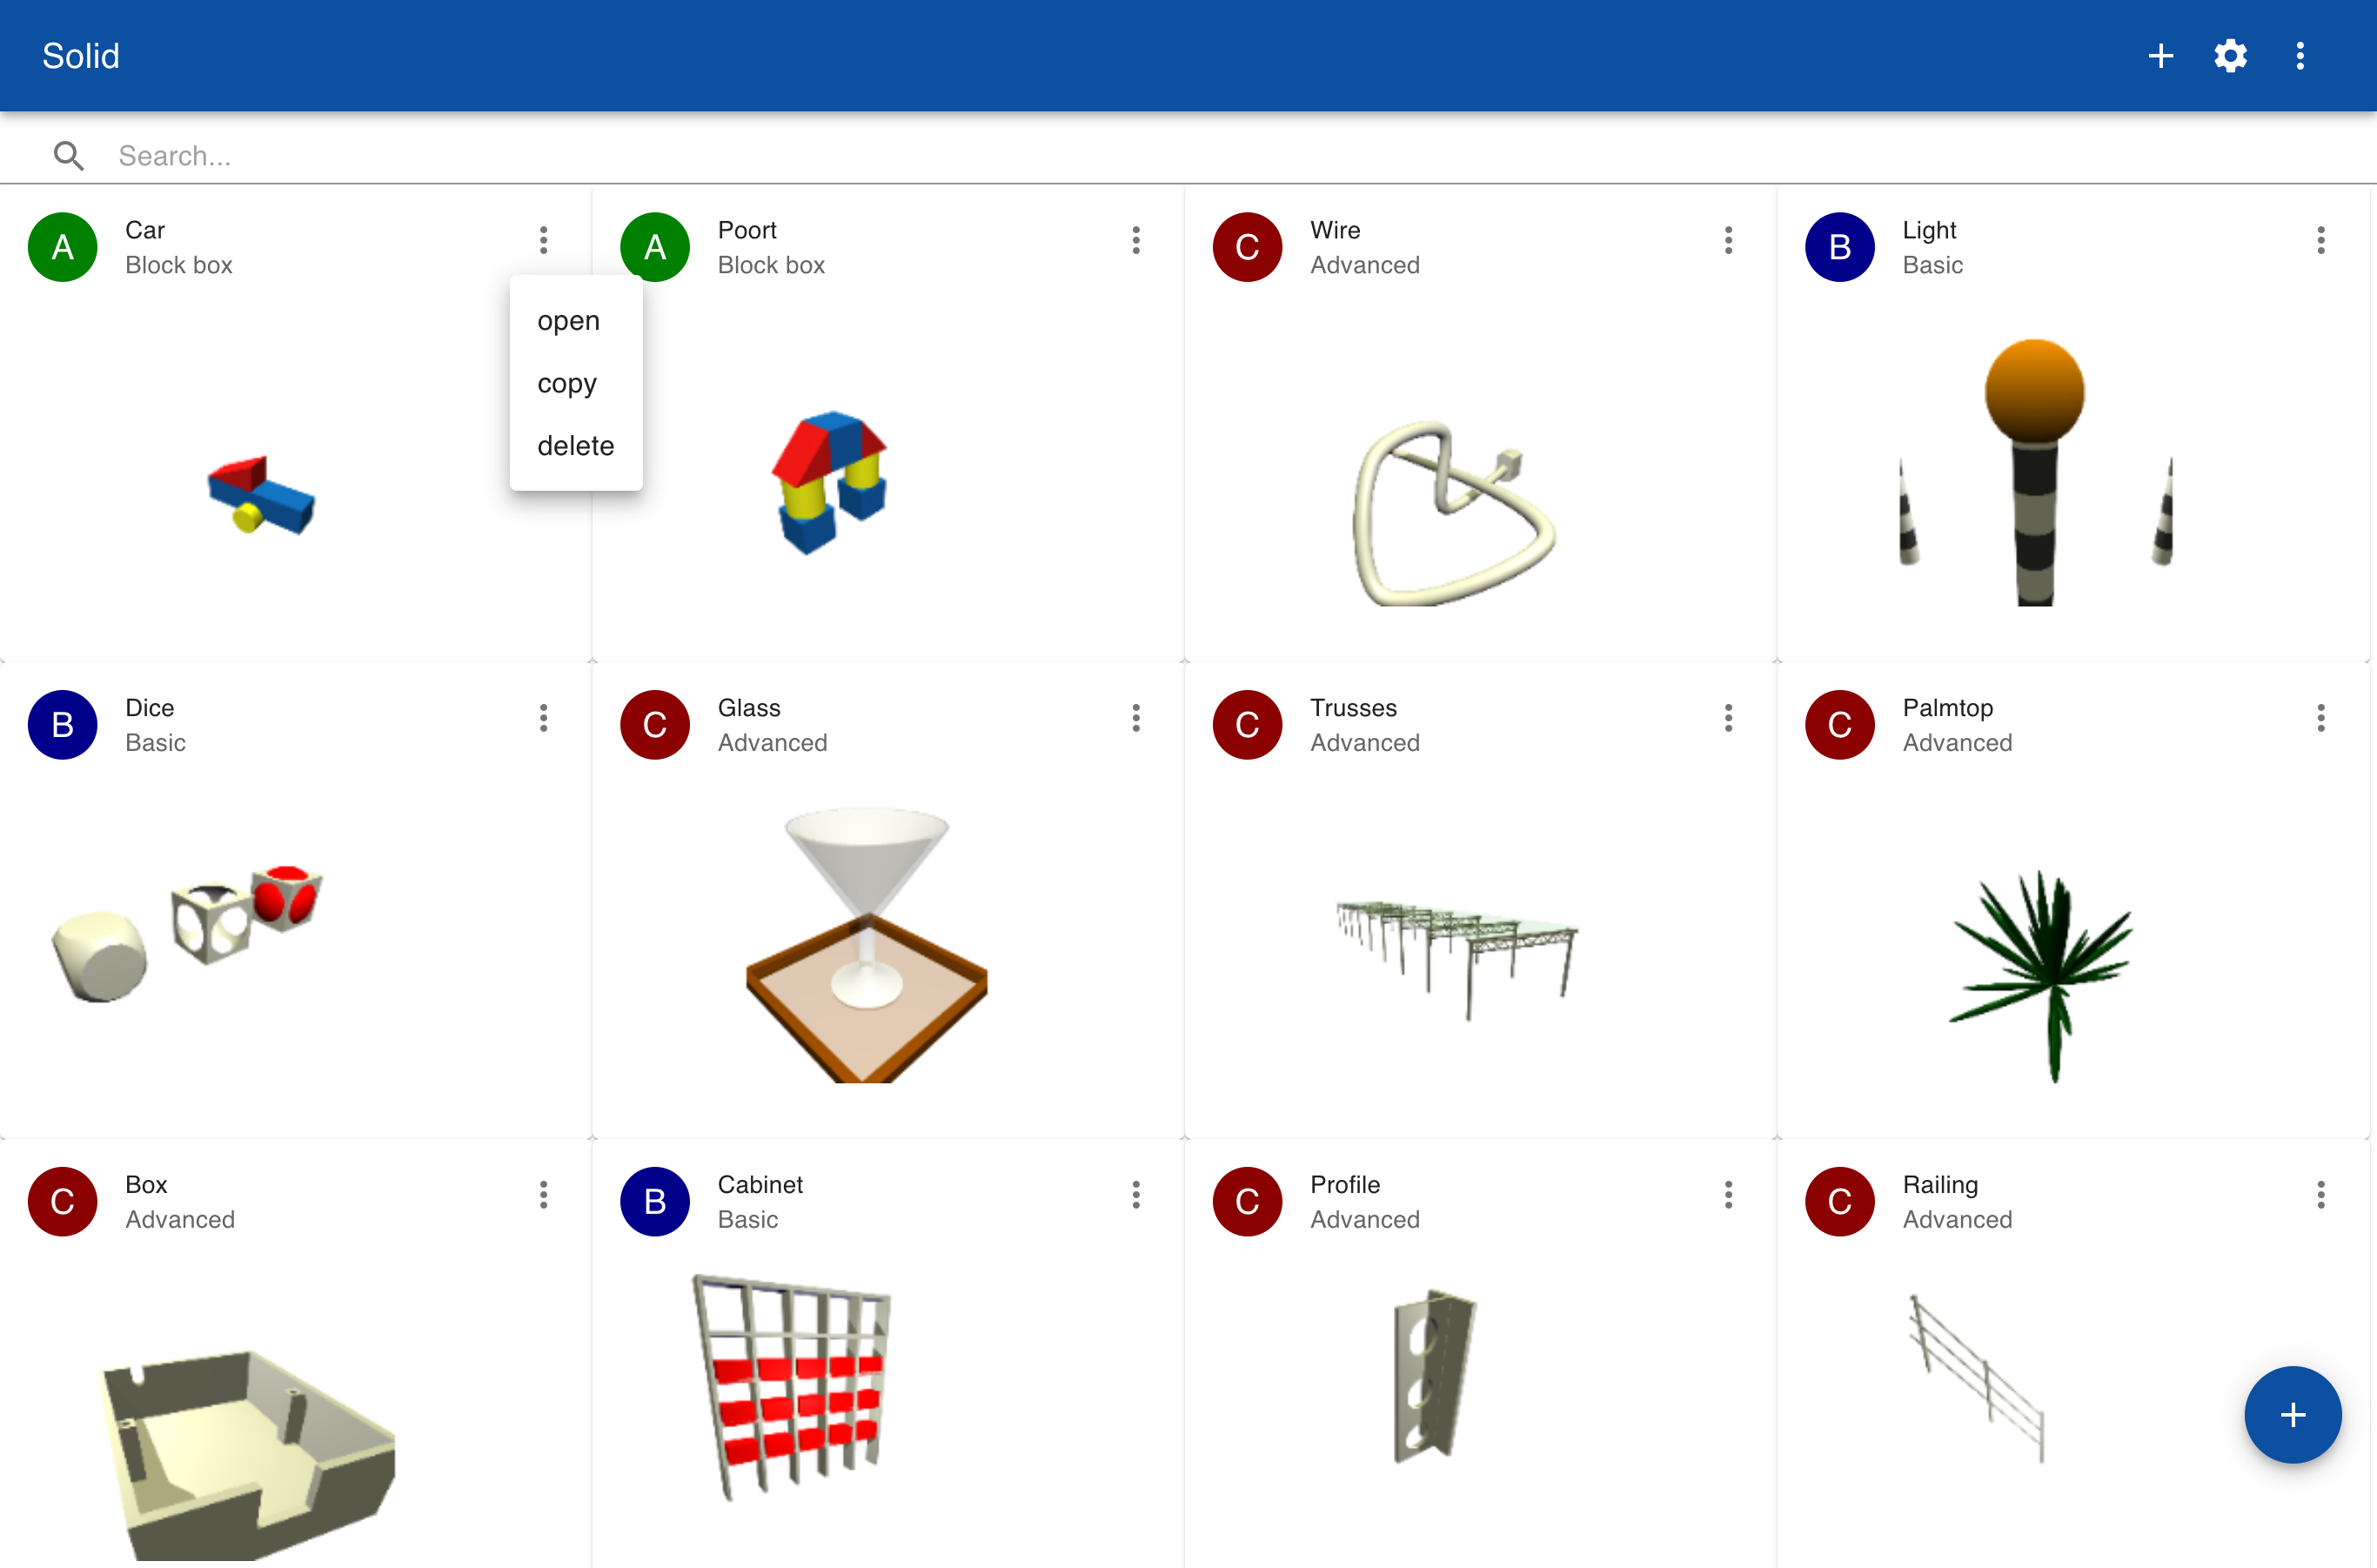 Solid
Search...
A
Car
Block box
A
Poort
Block box
C
Wire
Advanced
B
Light
Basic
open
copy
delete
B
Dice
Basic
C
Glass
Advanced
C
Trusses
Advanced
C
Palmtop
Advanced
C
Box
Advanced
B
Cabinet
Basic
C
Profile
Advanced
C
Railing
Advanced